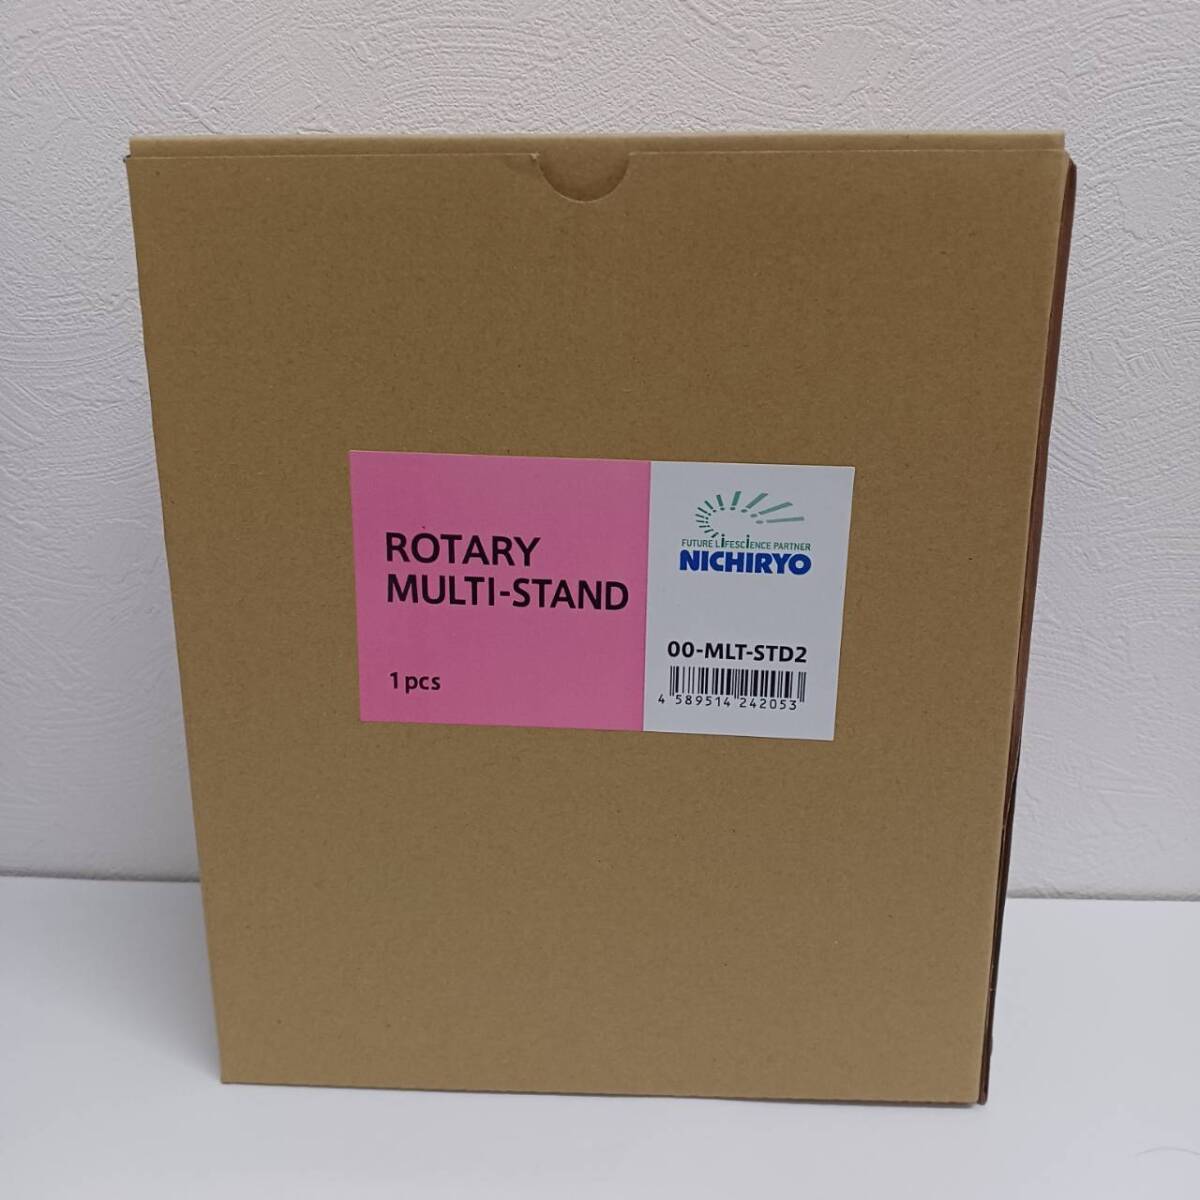 ROTARY
MULTI-STAND
1 pcs
FUTURE LiFESCiENCE PARTNER
NICHIRYO
00-MLT-STD2
4 589514 242053